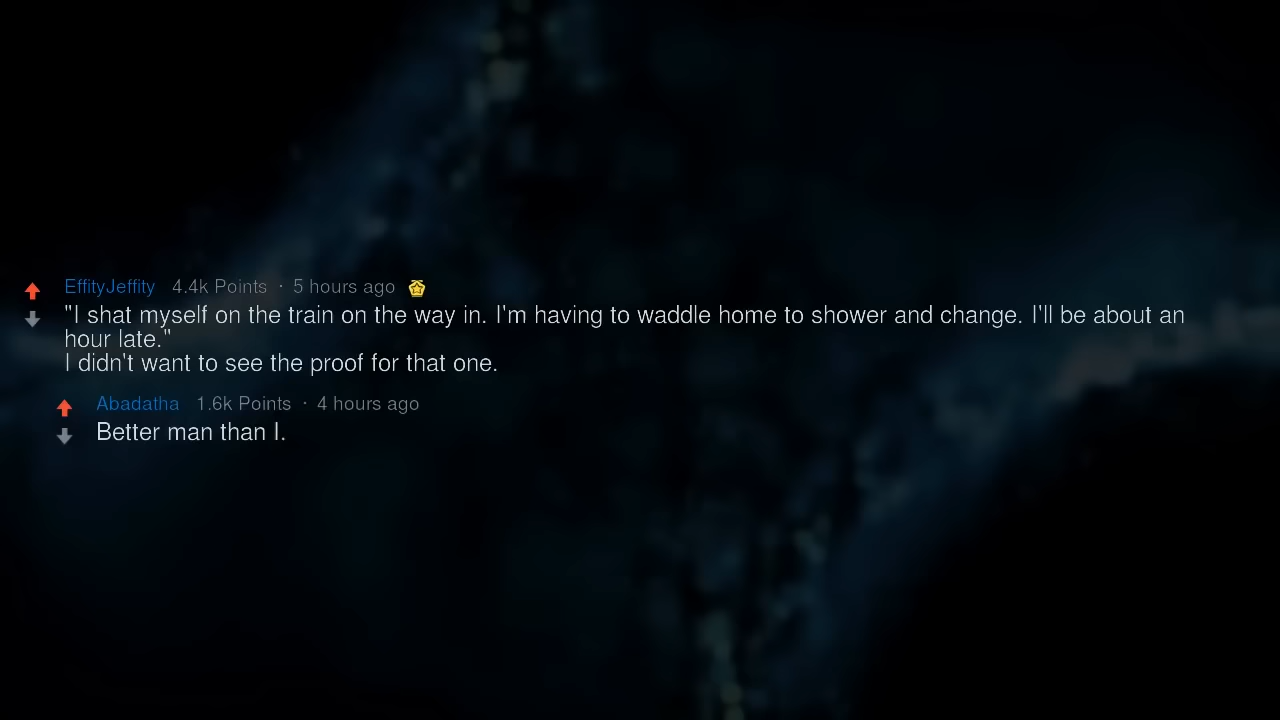 EffityJeffity 4.4k Points · 5 hours ago
"I shat myself on the train on the way in. I'm having to waddle home to shower and change. I'll be about an
hour late."
I didn't want to see the proof for that one.
Abadatha 1.6k Points · 4 hours ago
Better man than I.